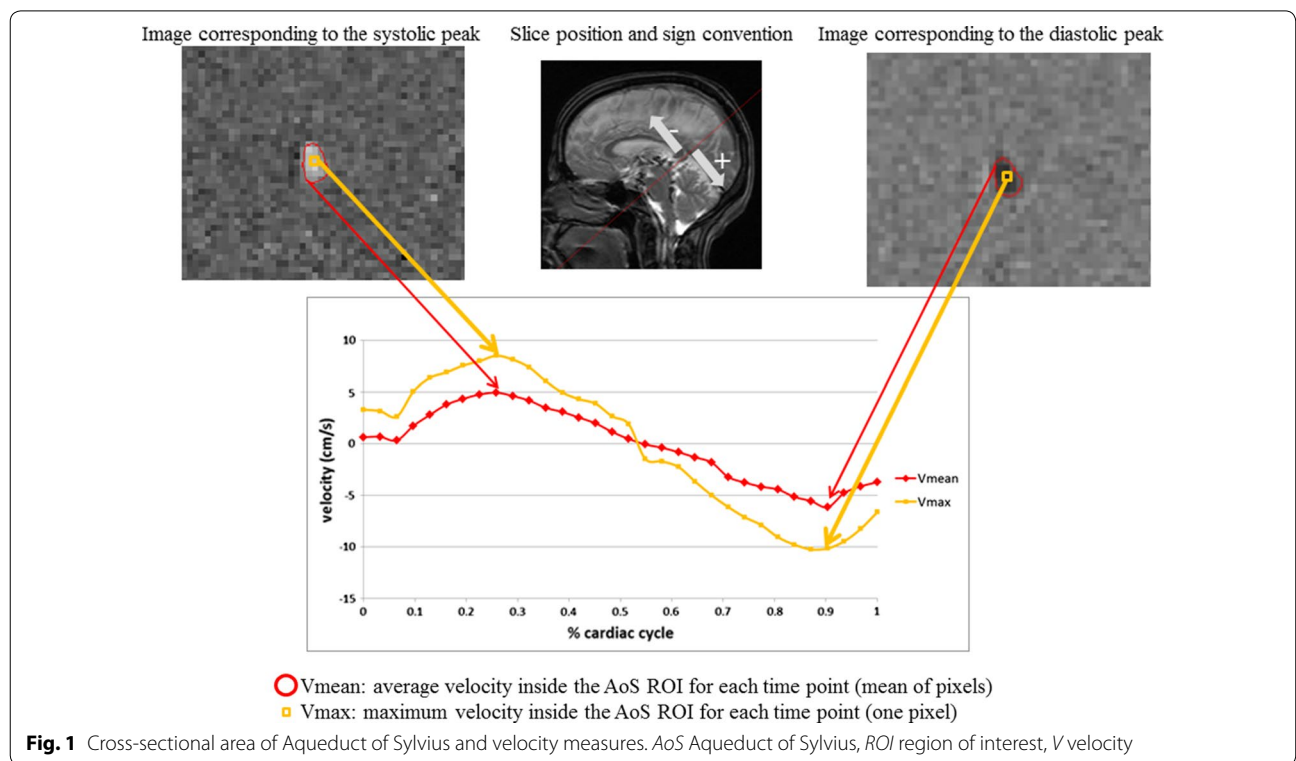 Image corresponding to the systolic peak
Slice position and sign convention
Image corresponding to the diastolic peak
-
+
10
5
0
-5
-10
-15
velocity (cm/s)
0 0.1 0.2 0.3 0.4 0.5 0.6 0.7 0.8 0.9 1
% cardiac cycle
Vmean
Vmax
Vmean: average velocity inside the AoS ROI for each time point (mean of pixels)
Vmax: maximum velocity inside the AoS ROI for each time point (one pixel)
Fig. 1 Cross-sectional area of Aqueduct of Sylvius and velocity measures. AoS Aqueduct of Sylvius, ROI region of interest, V velocity